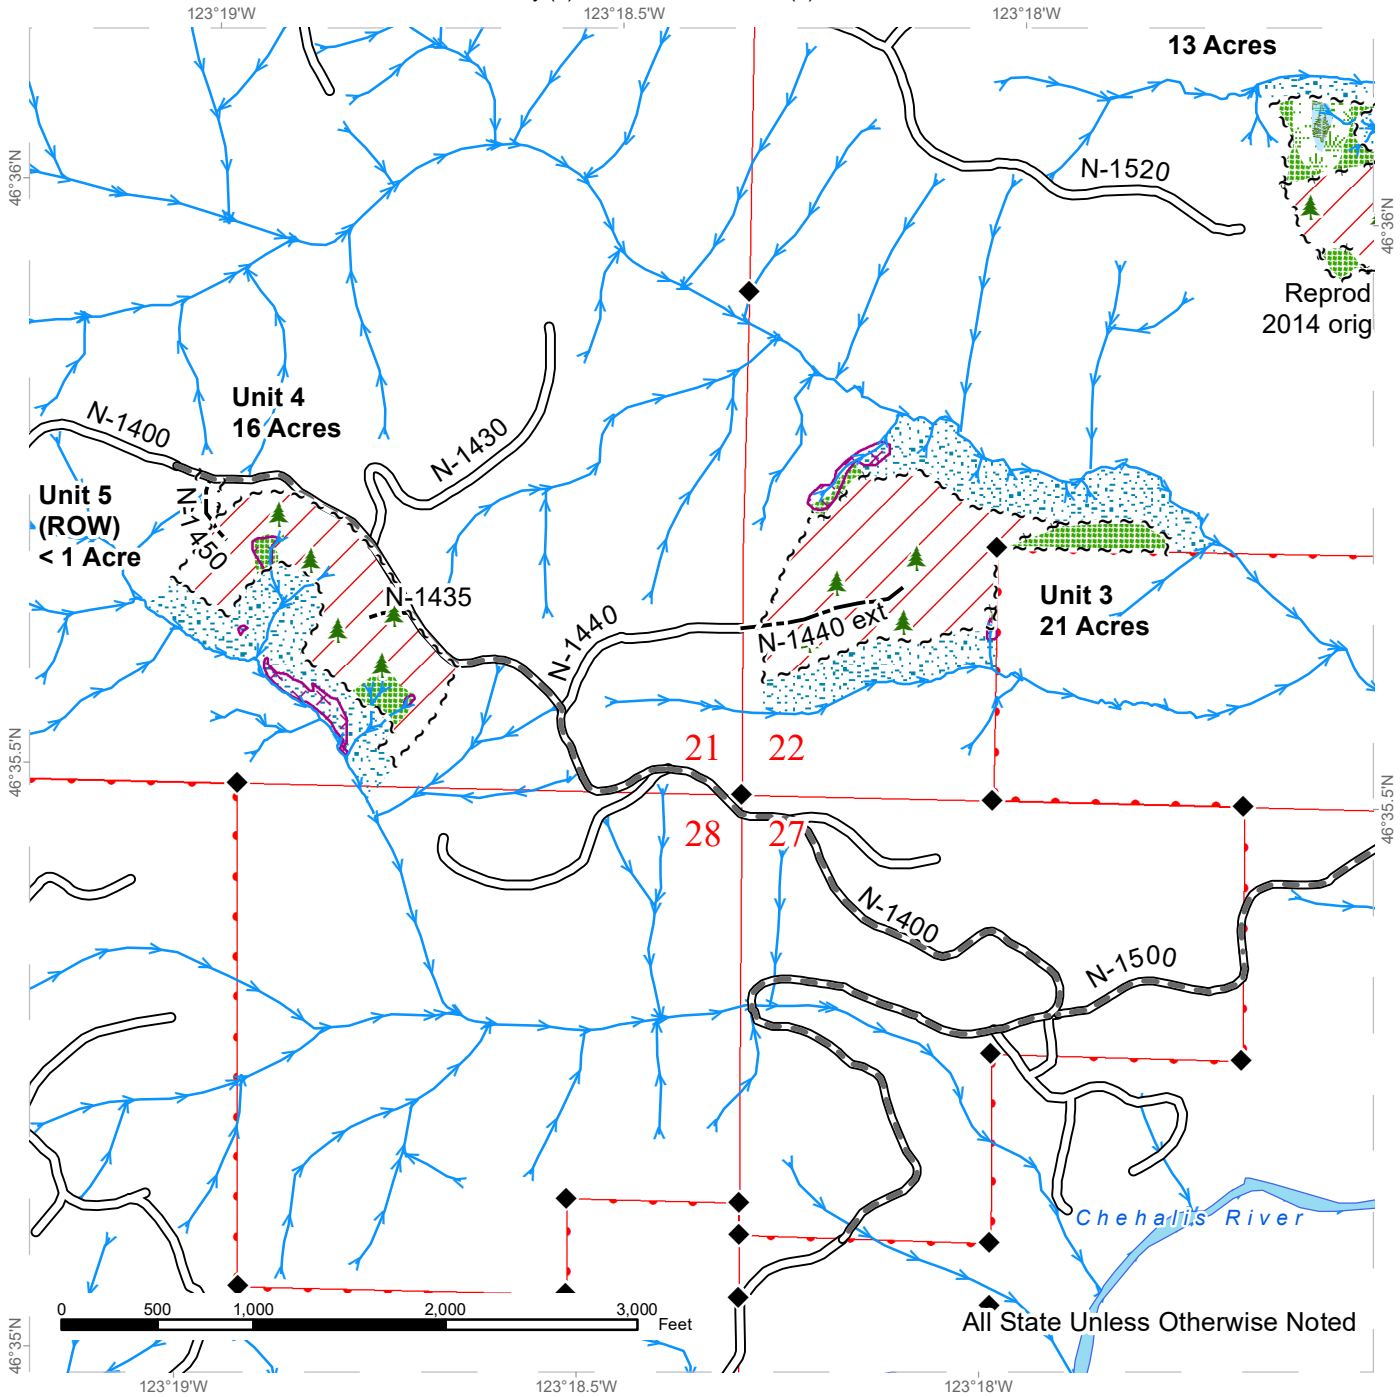 123°19'W
123°18.5'W
123°18'W
13 Acres
46°36'N
46°36'N
N-1520
Reprod
2014 orig
Unit 4
16 Acres
N-1400
N-1430
Unit 5
(ROW)
< 1 Acre
N-1450
N-1435
N-1440
N-1440 ext
Unit 3
21 Acres
21
22
28
27
46°35.5'N
46°35.5'N
N-1400
N-1500
Chehalis River
0
500
1,000
2,000
3,000
Feet
All State Unless Otherwise Noted
46°35'N
123°19'W
123°18.5'W
123°18'W